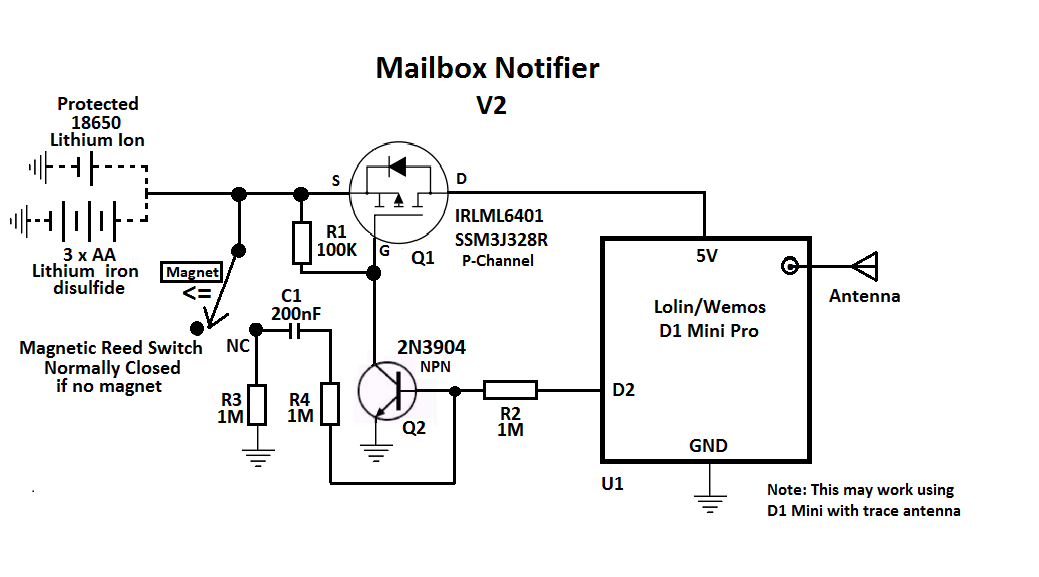 Mailbox Notifier
V2
Protected
18650
Lithium Ion
3 x AA
Lithium iron
disulfide
S
D
G
Q1
IRLML6401
SSM3J328R
P-Channel
R1
100K
Magnet
<=
Magnetic Reed Switch
Normally Closed
if no magnet
NC
C1
200nF
R3
1M
R4
1M
2N3904
NPN
Q2
R2
1M
5V
Lolin/Wemos
D1 Mini Pro
D2
GND
U1
Antenna
Note: This may work using
D1 Mini with trace antenna